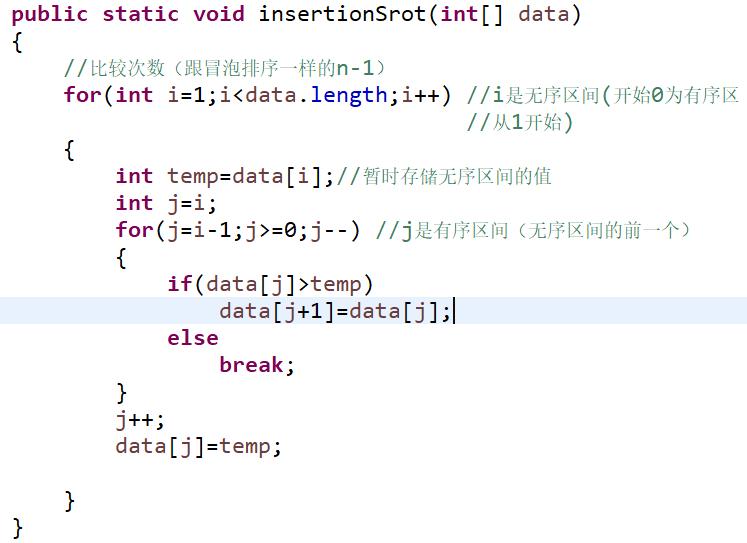 public static void insertionSrot(int[] data)
{
//比较次数（跟冒泡排序一样的n-1）
for(int i=1;i<data.length;i++) //i是无序区间(开始0为有序区
//从1开始)
{
int temp=data[i];//暂时存储无序区间的值
int j=i;
for(j=i-1;j>=0;j--) //j是有序区间（无序区间的前一个）
{
if(data[j]>temp)
data[j+1]=data[j];
else
break;
}
j++;
data[j]=temp;
}
}